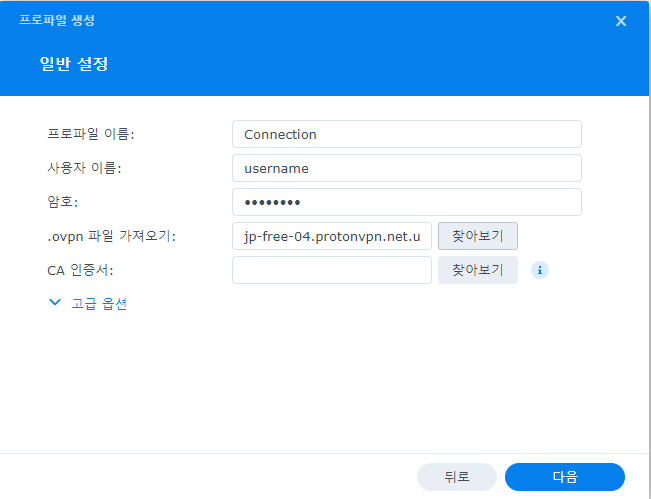 프로파일 생성
일반 설정
프로파일 이름: Connection
사용자 이름: username
암호: ••••••••
.ovpn 파일 가져오기: jp-free-04.protonvpn.net.u 찾아보기
CA 인증서: 찾아보기
고급 옵션
뒤로 다음